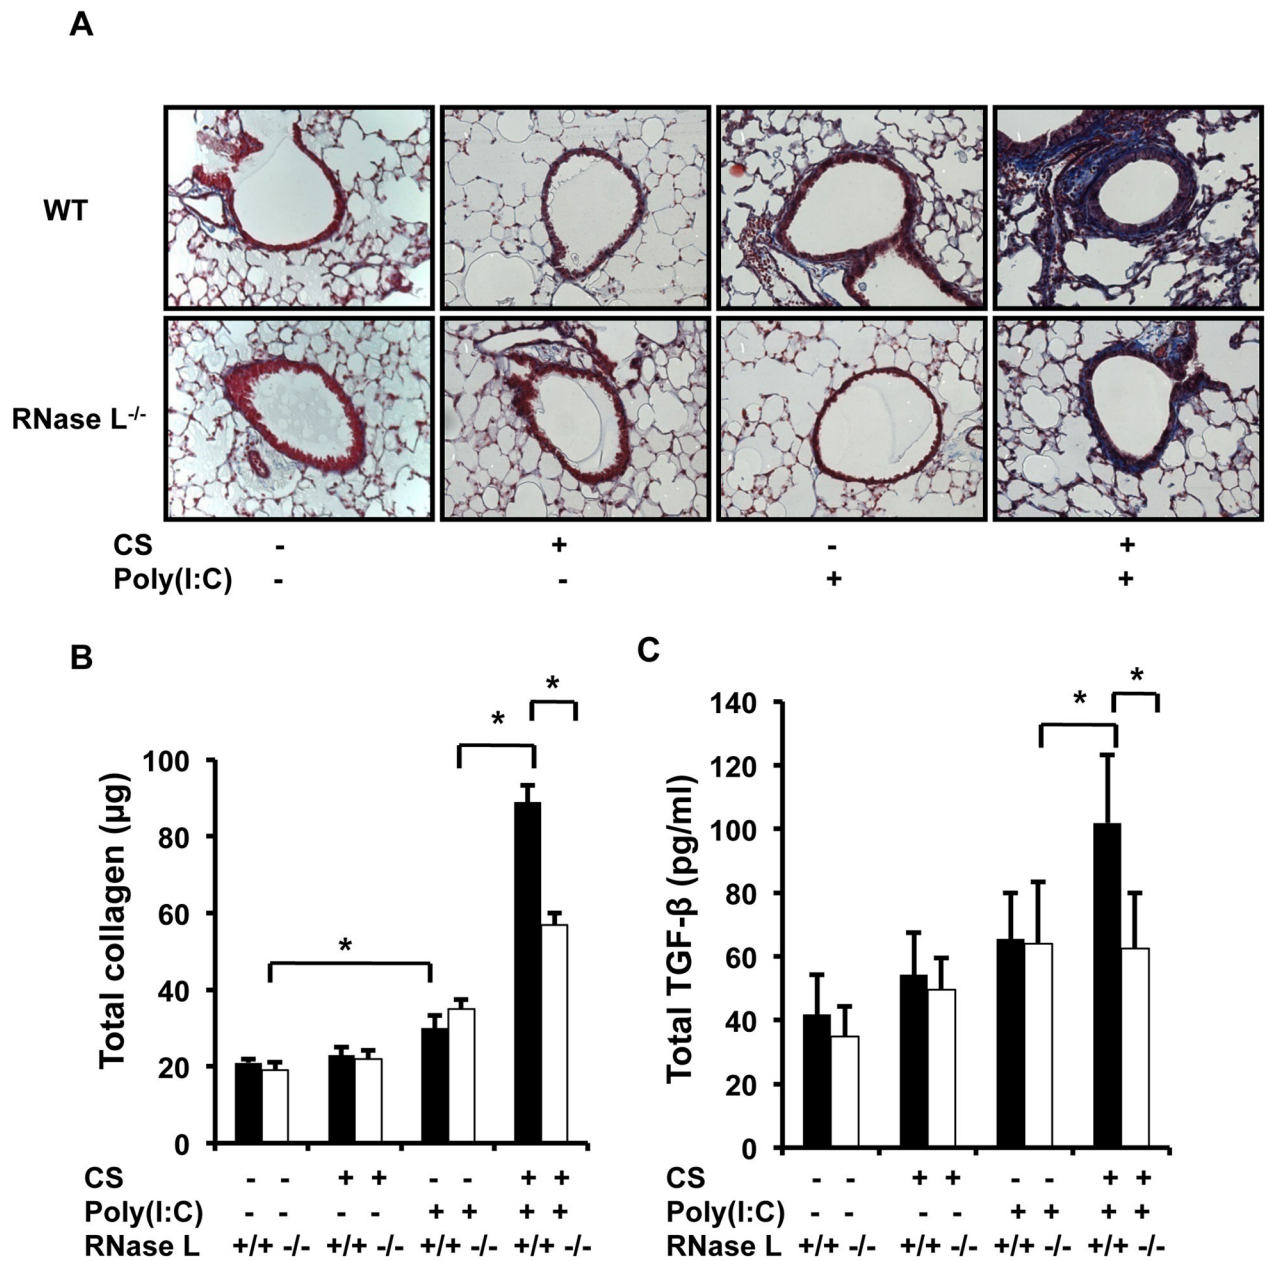 A
WT
RNase L-/-
CS - + - +
Poly(I:C) - - + +
B
*
*
*
100
80
60
40
20
0
Total collagen (μg)
CS - - + + - - + +
Poly(I:C) - - - - + + + +
RNase L +/+ -/- +/+ -/- +/+ -/- +/+ -/-
C
*
*
140
120
100
80
60
40
20
0
Total TGF-β (pg/ml)
CS - - + + - - + +
Poly(I:C) - - - - + + + +
RNase L +/+ -/- +/+ -/- +/+ -/- +/+ -/-